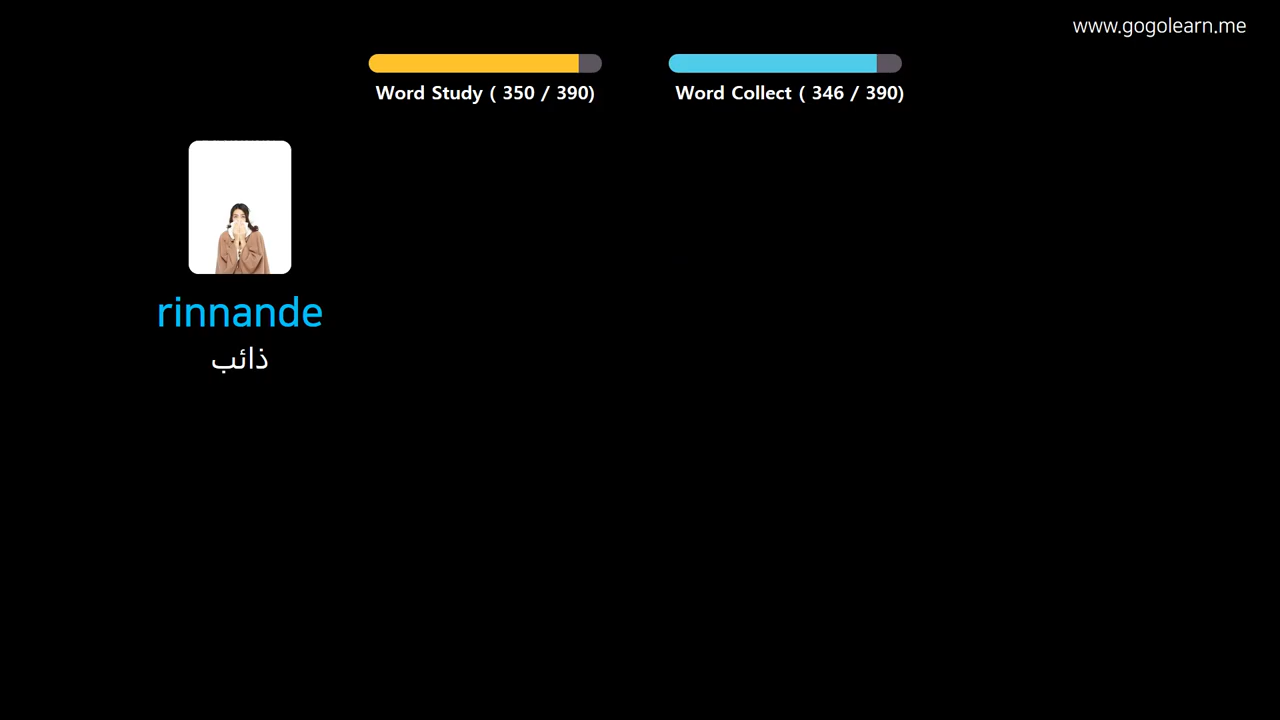 www.gogolearn.me
Word Study ( 350 / 390)
Word Collect ( 346 / 390)
rinnande
ذائب